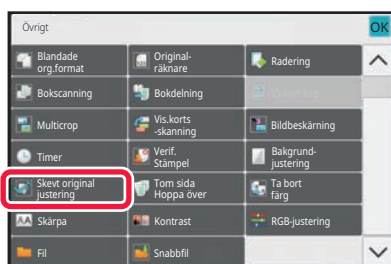 Övrigt
OK
Blandade
org.format
Original-
räknare
Radering
Bokscanning
Bokdelning
Multicrop
Vis.korts
-skanning
Bildbeskärning
Timer
Verif.
Stämpel
Bakgrund-
justering
Skevt original
justering
Tom sida
Hoppa över
Ta bort
färg
Skärpa
Kontrast
RGB-justering
Fil
Snabbfil